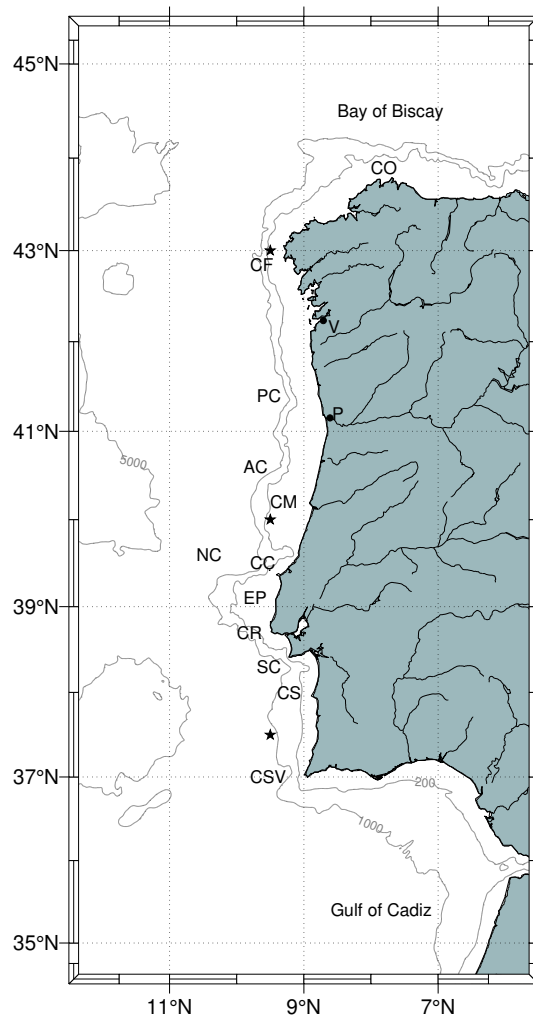 45°N
Bay of Biscay
CO
43°N
CF
V
PC
P
41°N
5000
AC
CM
NC
CC
EP
39°N
CR
SC
CS
37°N
CSV
200
1000
Gulf of Cadiz
35°N
11°N
9°N
7°N